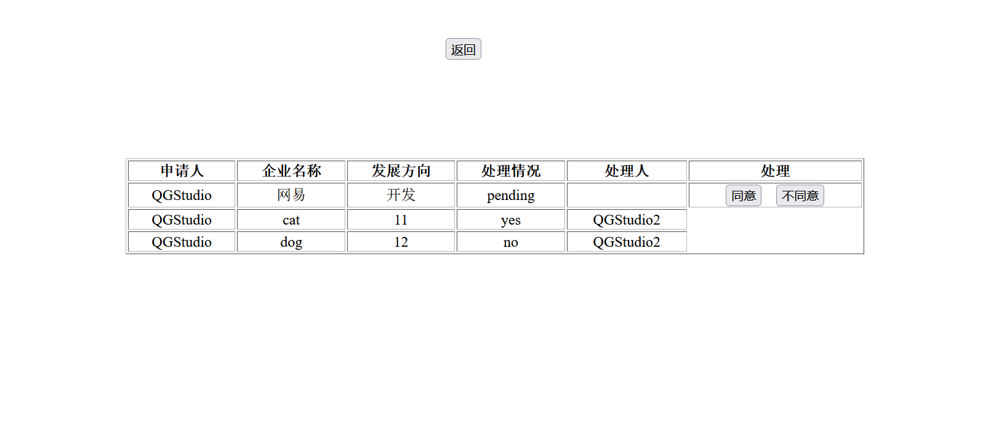 返回
申请人 企业名称 发展方向 处理情况 处理人 处理
QGStudio 网易 开发 pending 同意 不同意
QGStudio cat 11 yes QGStudio2
QGStudio dog 12 no QGStudio2